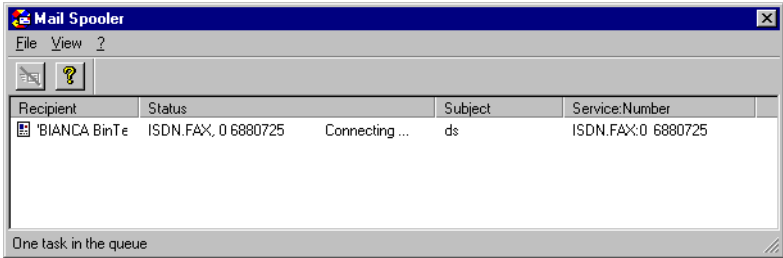 Mail Spooler
File View ?
Recipient Status Subject Service:Number
'BIANCA BinTe ISDN.FAX, 0 6880725 Connecting ... ds ISDN.FAX:0 6880725
One task in the queue